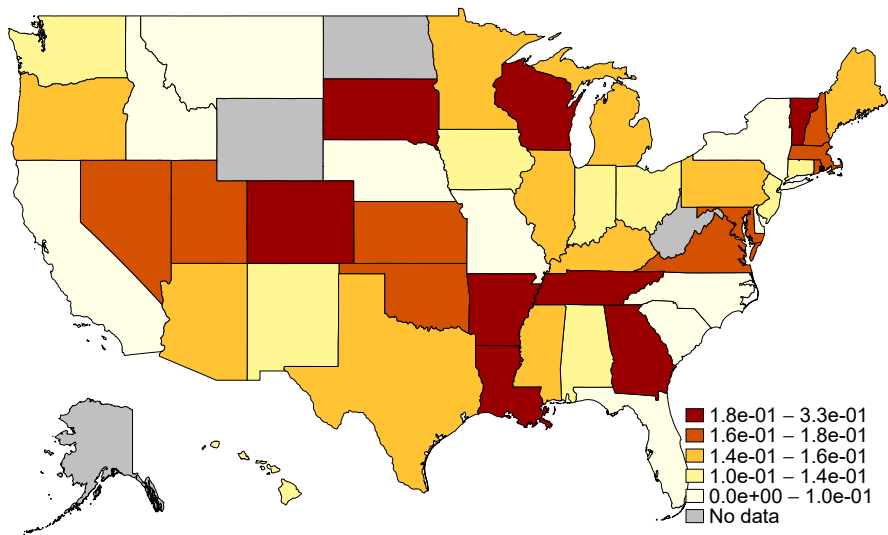 1.8e-01 – 3.3e-01
1.6e-01 – 1.8e-01
1.4e-01 – 1.6e-01
1.0e-01 – 1.4e-01
0.0e+00 – 1.0e-01
No data